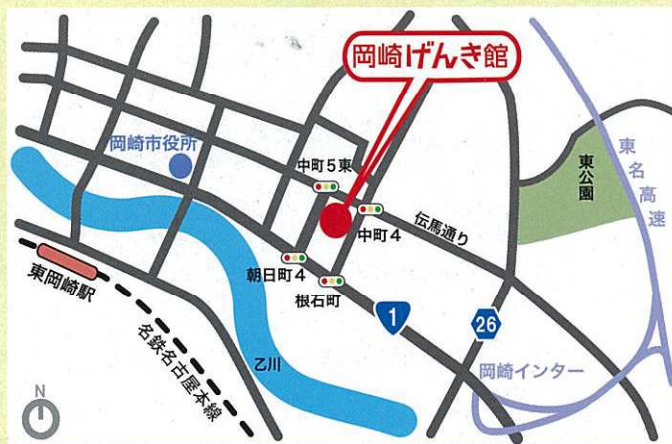 岡崎げんき館
岡崎市役所
中町5東
中町4
伝馬通り
東公園
東名高速
朝日町4
根石町
東岡崎駅
名鉄名古屋本線
乙川
1
26
岡崎インター
N